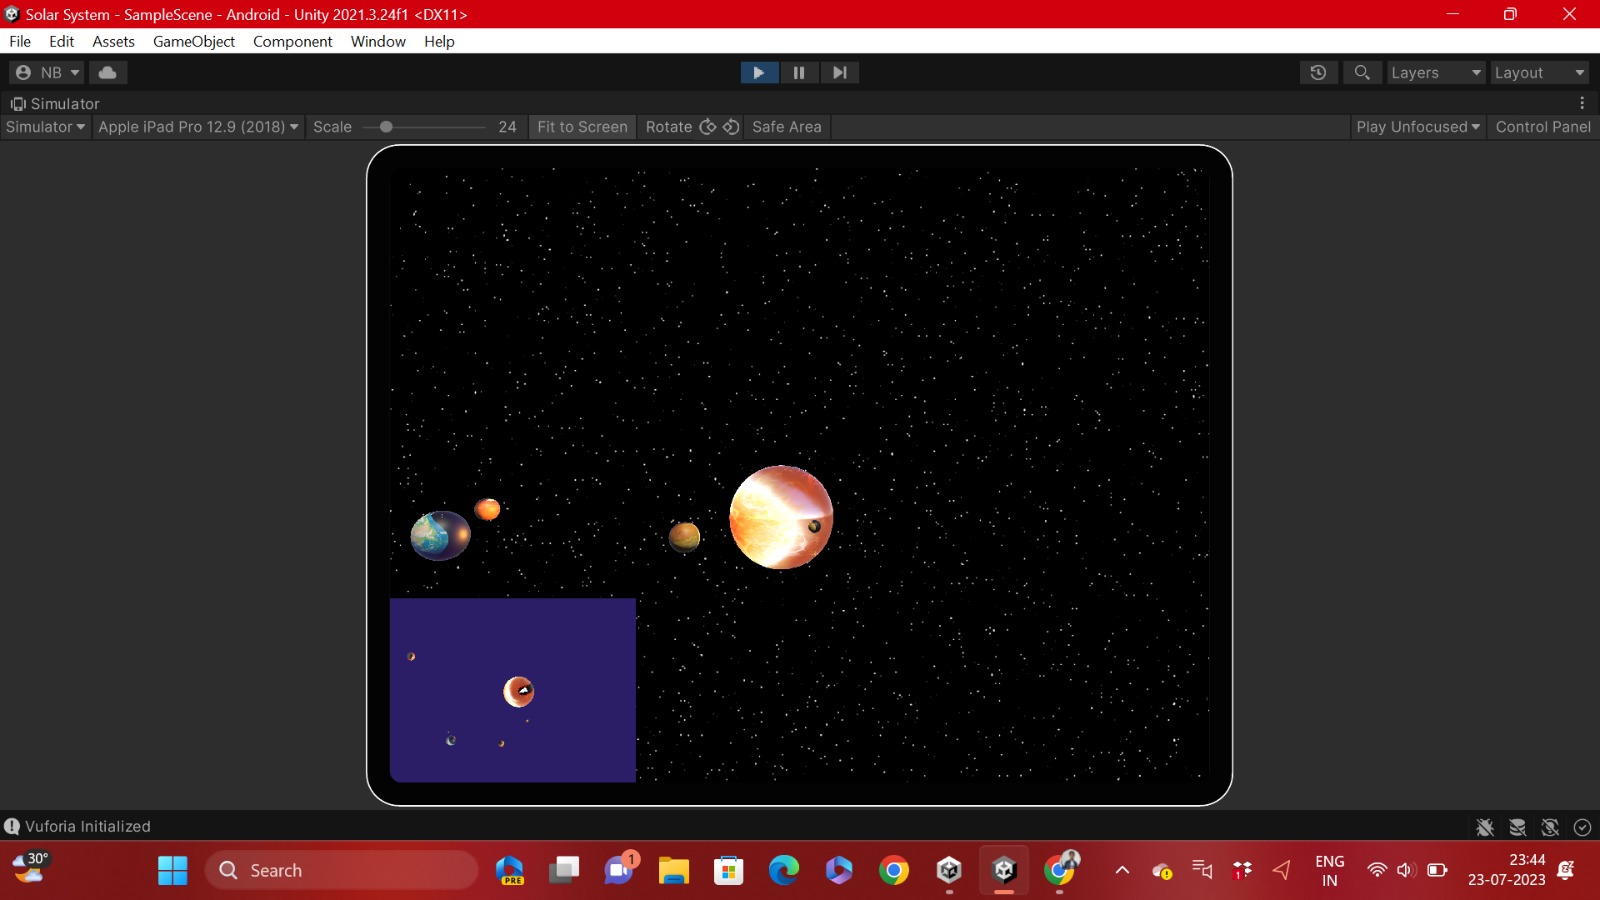 Solar System - SampleScene - Android - Unity 2021.3.24f1 <DX11>
File Edit Assets GameObject Component Window Help
NB Layers Layout
Simulator
Simulator Apple iPad Pro 12.9 (2018) Scale 24 Fit to Screen Rotate Safe Area Play Unfocused Control Panel
Vuforia Initialized
30° Search PRE 1 1 ENG IN 23:44 23-07-2023